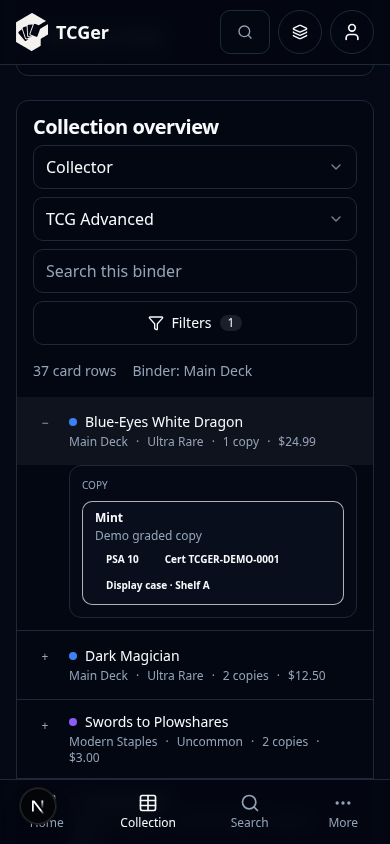 TCGer
Collection overview
Collector
TCG Advanced
Search this binder
Filters 1
37 card rows Binder: Main Deck
− Blue-Eyes White Dragon
Main Deck · Ultra Rare · 1 copy · $24.99
COPY
Mint
Demo graded copy
PSA 10 Cert TCGER-DEMO-0001
Display case · Shelf A
+ Dark Magician
Main Deck · Ultra Rare · 2 copies · $12.50
+ Swords to Plowshares
Modern Staples · Uncommon · 2 copies ·
$3.00
N
Home Collection Search More